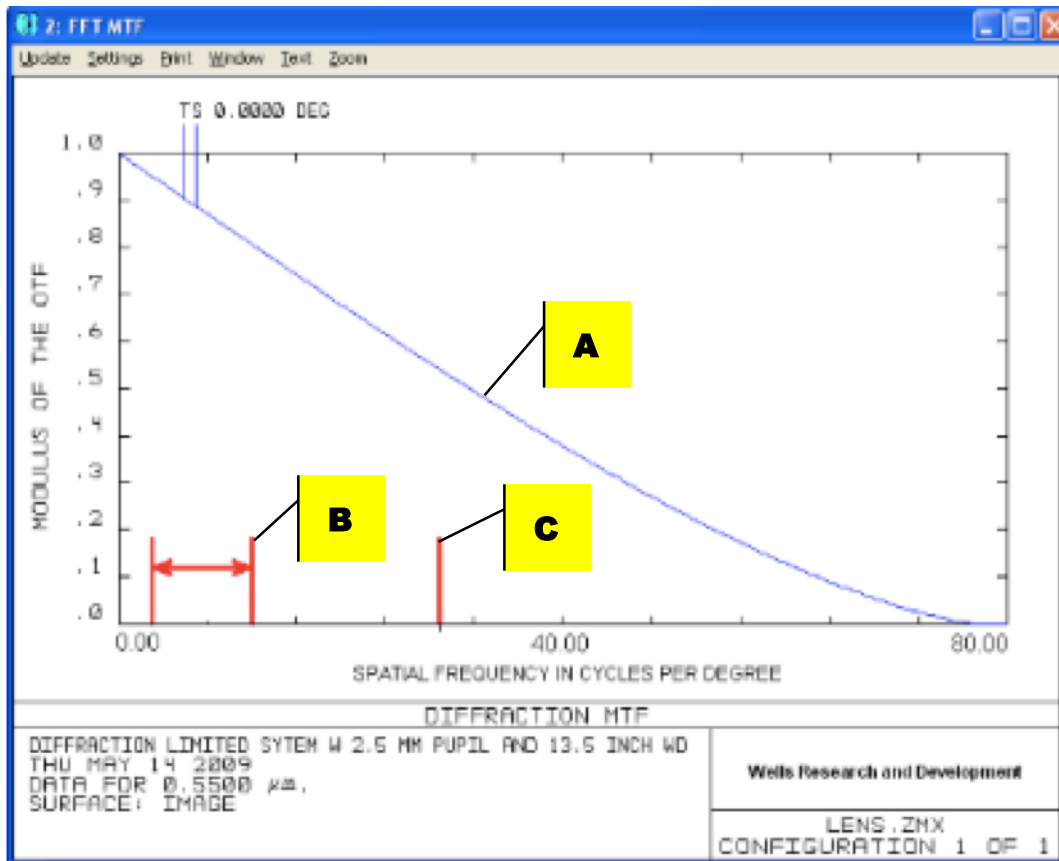 2: FFT MTF
Update Settings Print Window Text Zoom
TS 0.0000 DEG
1.0
.9
.8
.7
.6
.5
.4
.3
.2
.1
.0
MODULUS OF THE OTF
A
B
C
0.00 40.00 80.00
SPATIAL FREQUENCY IN CYCLES PER DEGREE
DIFFRACTION MTF
DIFFRACTION LIMITED SYTEM W 2.5 MM PUPIL AND 13.5 INCH WD
THU MAY 14 2009
DATA FOR 0.5500 µm.
SURFACE: IMAGE
Wells Research and Development
LENS.ZMX
CONFIGURATION 1 OF 1